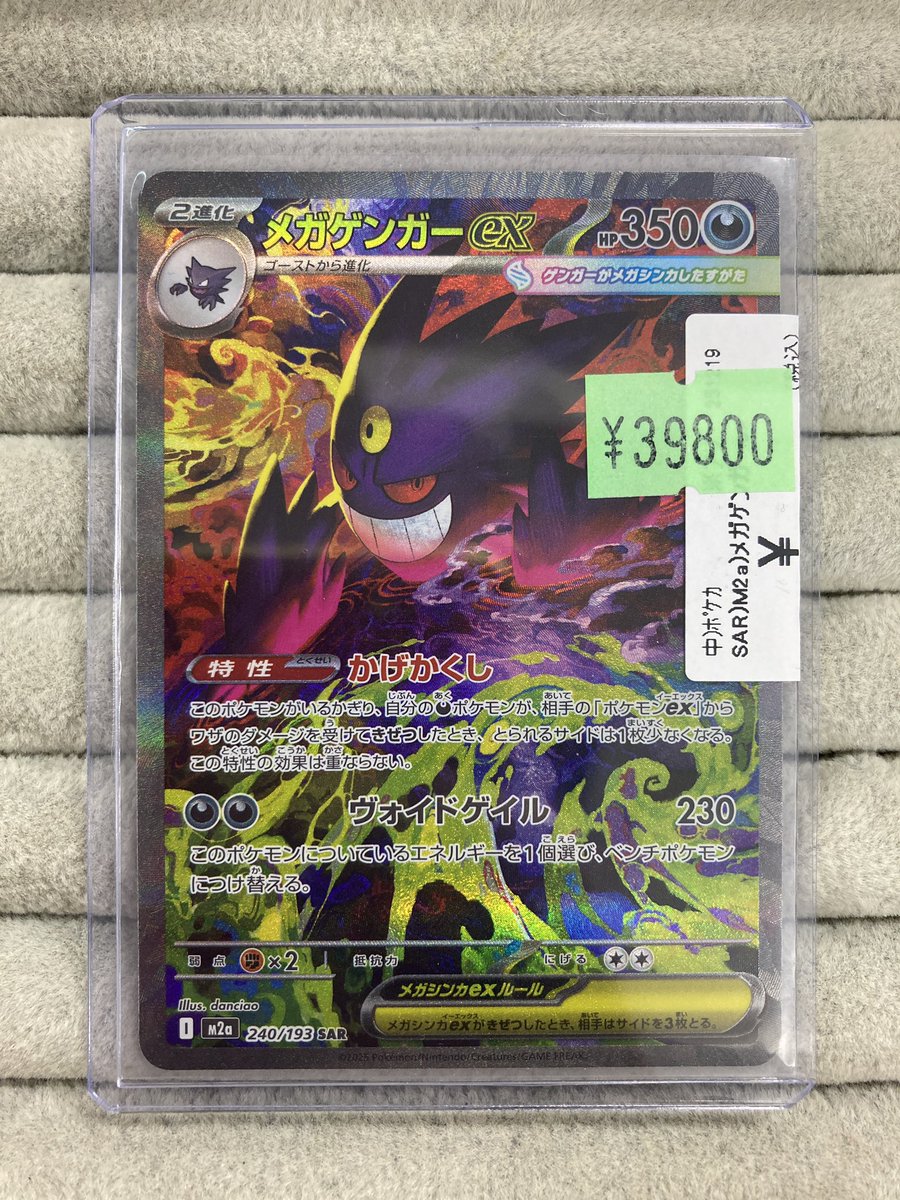 2進化
メガゲンガーex
HP350
ゴーストから進化
ゲンガーがメガシンカしたすがた
¥39800
中)ポケカ
SAR)M2a)メガゲン
¥
19
特性
とくせい
かげかくし
このポケモンがいるかぎり、自分のポケモンが、相手の「ポケモンex」から
ワザのダメージを受けてきぜつしたとき、とられるサイドは1枚少なくなる。
この特性の効果は重ならない。
ヴォイドゲイル 230
このポケモンについているエネルギーを1個選び、ベンチポケモン
につけ替える。
弱点 ×2 抵抗力 にげる
メガシンカexルール
メガシンカexがきぜつしたとき、相手はサイドを3枚とる。
Illus. danciao
I M2a 240/193 SAR
©2025 Pokémon/Nintendo/Creatures/GAME FREAK.